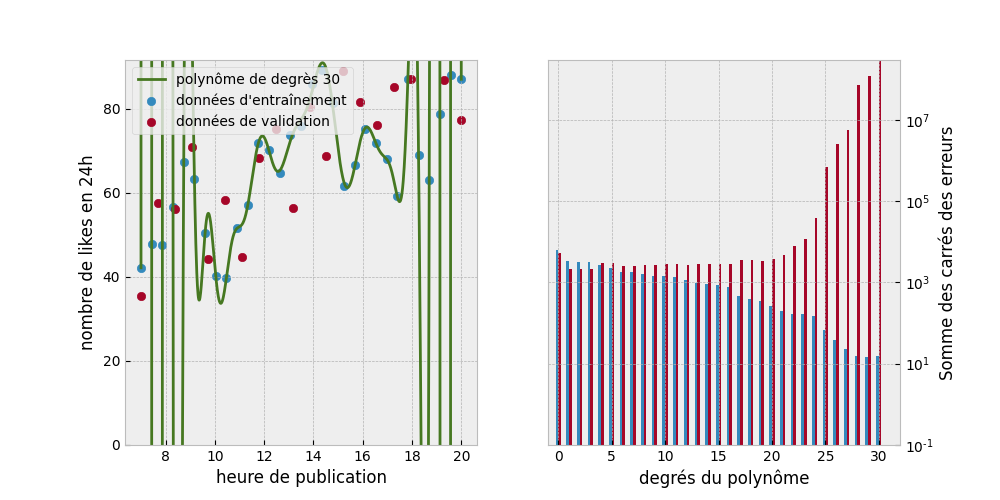 polynôme de degrès 30
données d'entraînement
données de validation
80
60
40
20
0
8 10 12 14 16 18 20
heure de publication
nombre de likes en 24h
10^7
10^5
10^3
10^1
10^-1
0 5 10 15 20 25 30
degrés du polynôme
Somme des carrés des erreurs